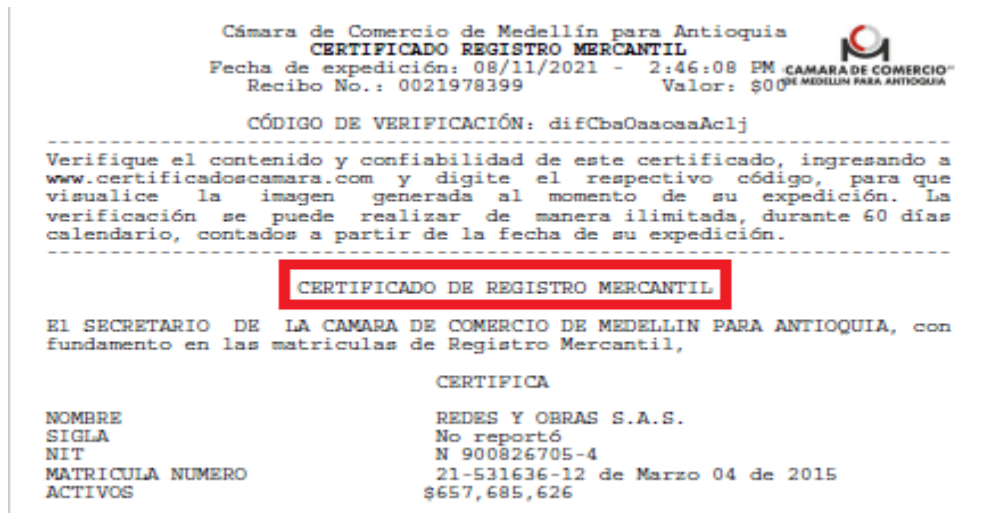 Cámara de Comercio de Medellín para Antioquia
CERTIFICADO REGISTRO MERCANTIL
Fecha de expedición: 08/11/2021 - 2:46:08 PM
CAMARA DE COMERCIO
DE MEDELLIN PARA ANTIOQUIA
Recibo No.: 0021978399 Valor: $00
CÓDIGO DE VERIFICACIÓN: difCbaOaaoaaAclj
Verifique el contenido y confiabilidad de este certificado, ingresando a
www.certificadoscamara.com y digite el respectivo código, para que
visualice la imagen generada al momento de su expedición. La
verificación se puede realizar de manera ilimitada, durante 60 días
calendario, contados a partir de la fecha de su expedición.
CERTIFICADO DE REGISTRO MERCANTIL
El SECRETARIO DE LA CAMARA DE COMERCIO DE MEDELLIN PARA ANTIOQUIA, con
fundamento en las matriculas de Registro Mercantil,
CERTIFICA
NOMBRE REDES Y OBRAS S.A.S.
SIGLA No reportó
NIT N 900826705-4
MATRICULA NUMERO 21-531636-12 de Marzo 04 de 2015
ACTIVOS $657,685,626